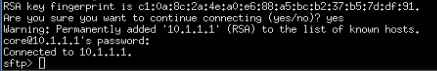 RSA key fingerprint is c1:0a:8c:2a:4e:a0:e6:88:a5:bc:b2:37:b5:7d:df:91.
Are you sure you want to continue connecting (yes/no)? yes
Warning: Permanently added '10.1.1.1' (RSA) to the list of known hosts.
core@10.1.1.1's password:
Connected to 10.1.1.1.
sftp>